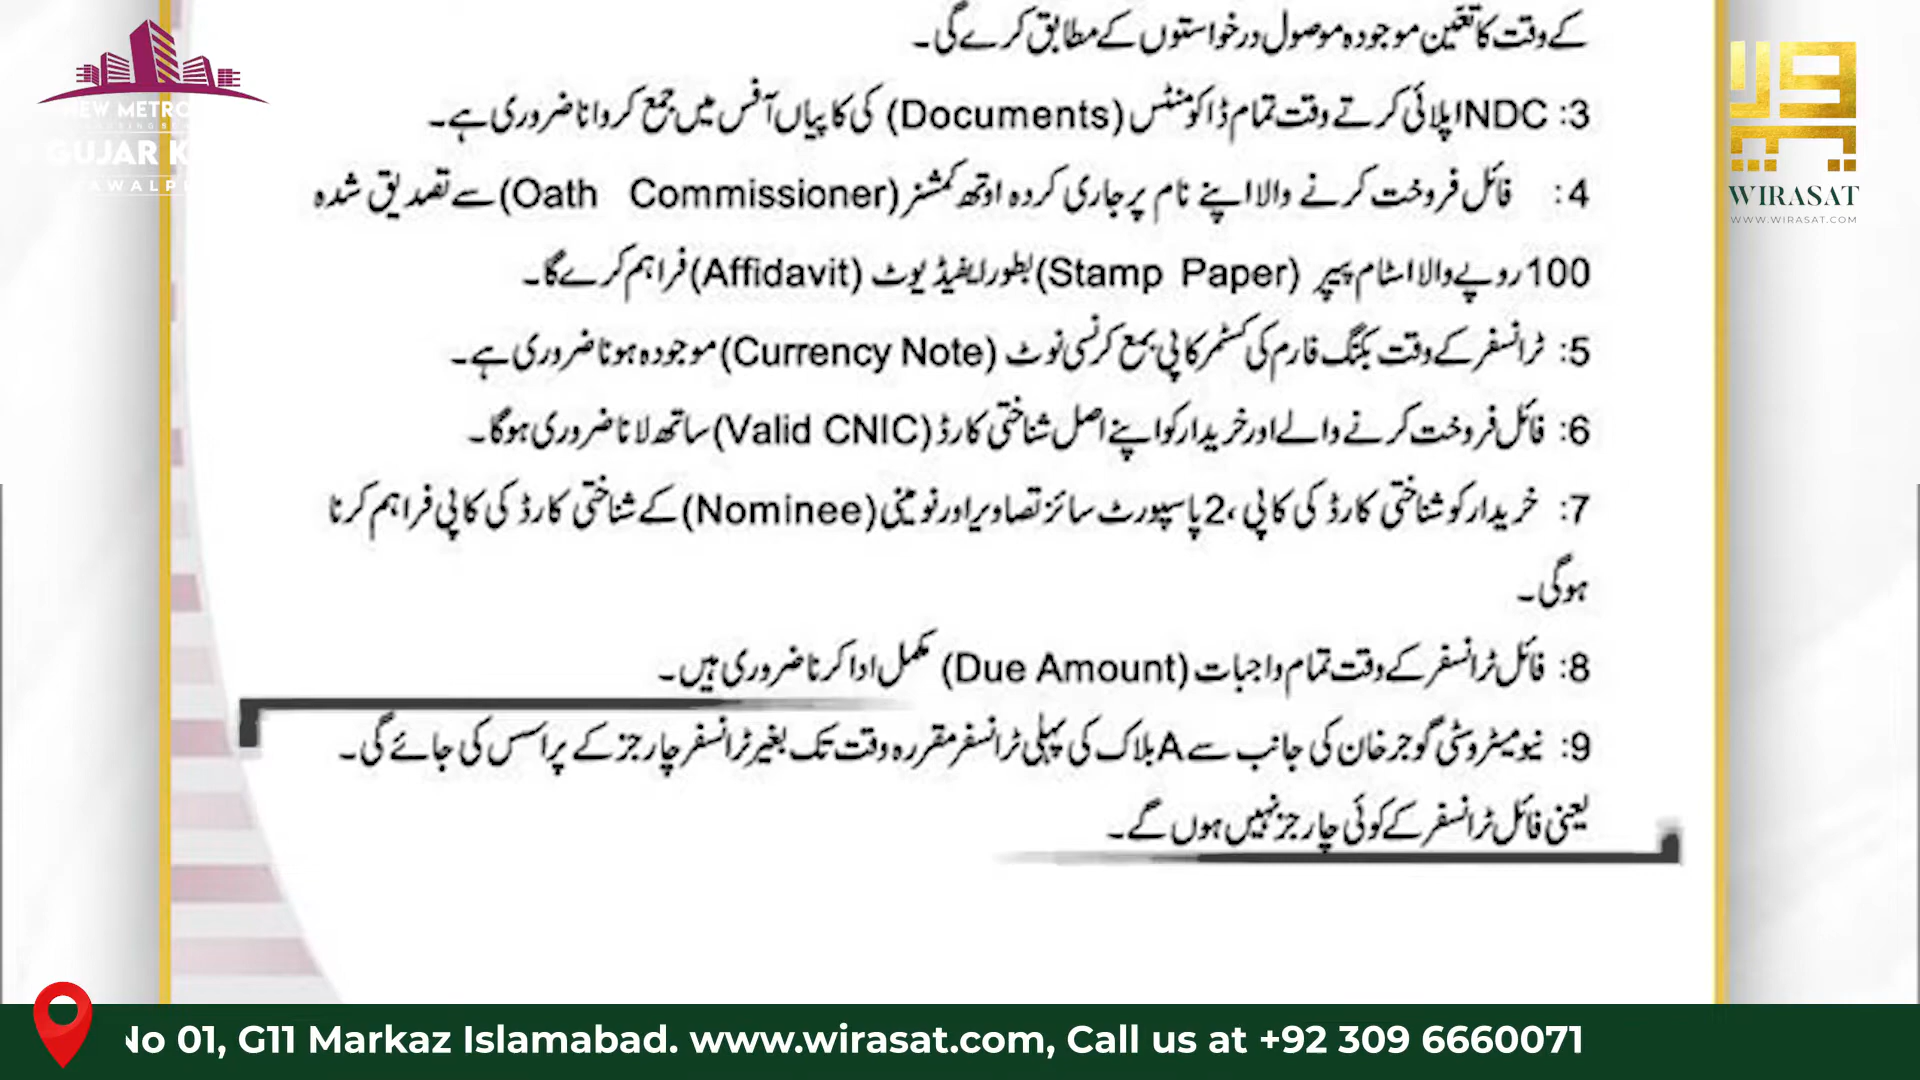 کے وقت کا تعین موجودہ موصول درخواستوں کے مطابق کرے گی۔
3: NDC اپلائی کرتے وقت تمام ڈاکومنٹس (Documents) کی کاپیاں آفس میں جمع کروانا ضروری ہے۔
4: فائل فروخت کرنے والا اپنے نام پر جاری کردہ اوتھ کمشنر (Oath Commissioner) سے تصدیق شدہ
100 روپے والا اسٹام پیپر (Stamp Paper) بطور ایفیڈیوٹ (Affidavit) فراہم کرے گا۔
5: ٹرانسفر کے وقت بکنگ فارم کی کسٹمر کاپی بمع کرنسی نوٹ (Currency Note) موجودہ ہونا ضروری ہے۔
6: فائل فروخت کرنے والے اور خریدار کو اپنے اصل شناختی کارڈ (Valid CNIC) ساتھ لانا ضروری ہوگا۔
7: خریدار کو شناختی کارڈ کی کاپی، 2 پاسپورٹ سائز تصاویر اور نومینی (Nominee) کے شناختی کارڈ کی کاپی فراہم کرنا
ہوگی۔
8: فائل ٹرانسفر کے وقت تمام واجبات (Due Amount) مکمل ادا کرنا ضروری ہیں۔
9: نیو میٹرو سٹی گوجر خان کی جانب سے A بلاک کی پہلی ٹرانسفر مقررہ وقت تک بغیر ٹرانسفر چارجز کے پراسس کی جائے گی۔
یعنی فائل ٹرانسفر کے کوئی چارجز نہیں ہوں گے۔
NEW METRO
GUJAR K
AWALP
WIRASAT
WWW.WIRASAT.COM
No 01, G11 Markaz Islamabad. www.wirasat.com, Call us at +92 309 6660071